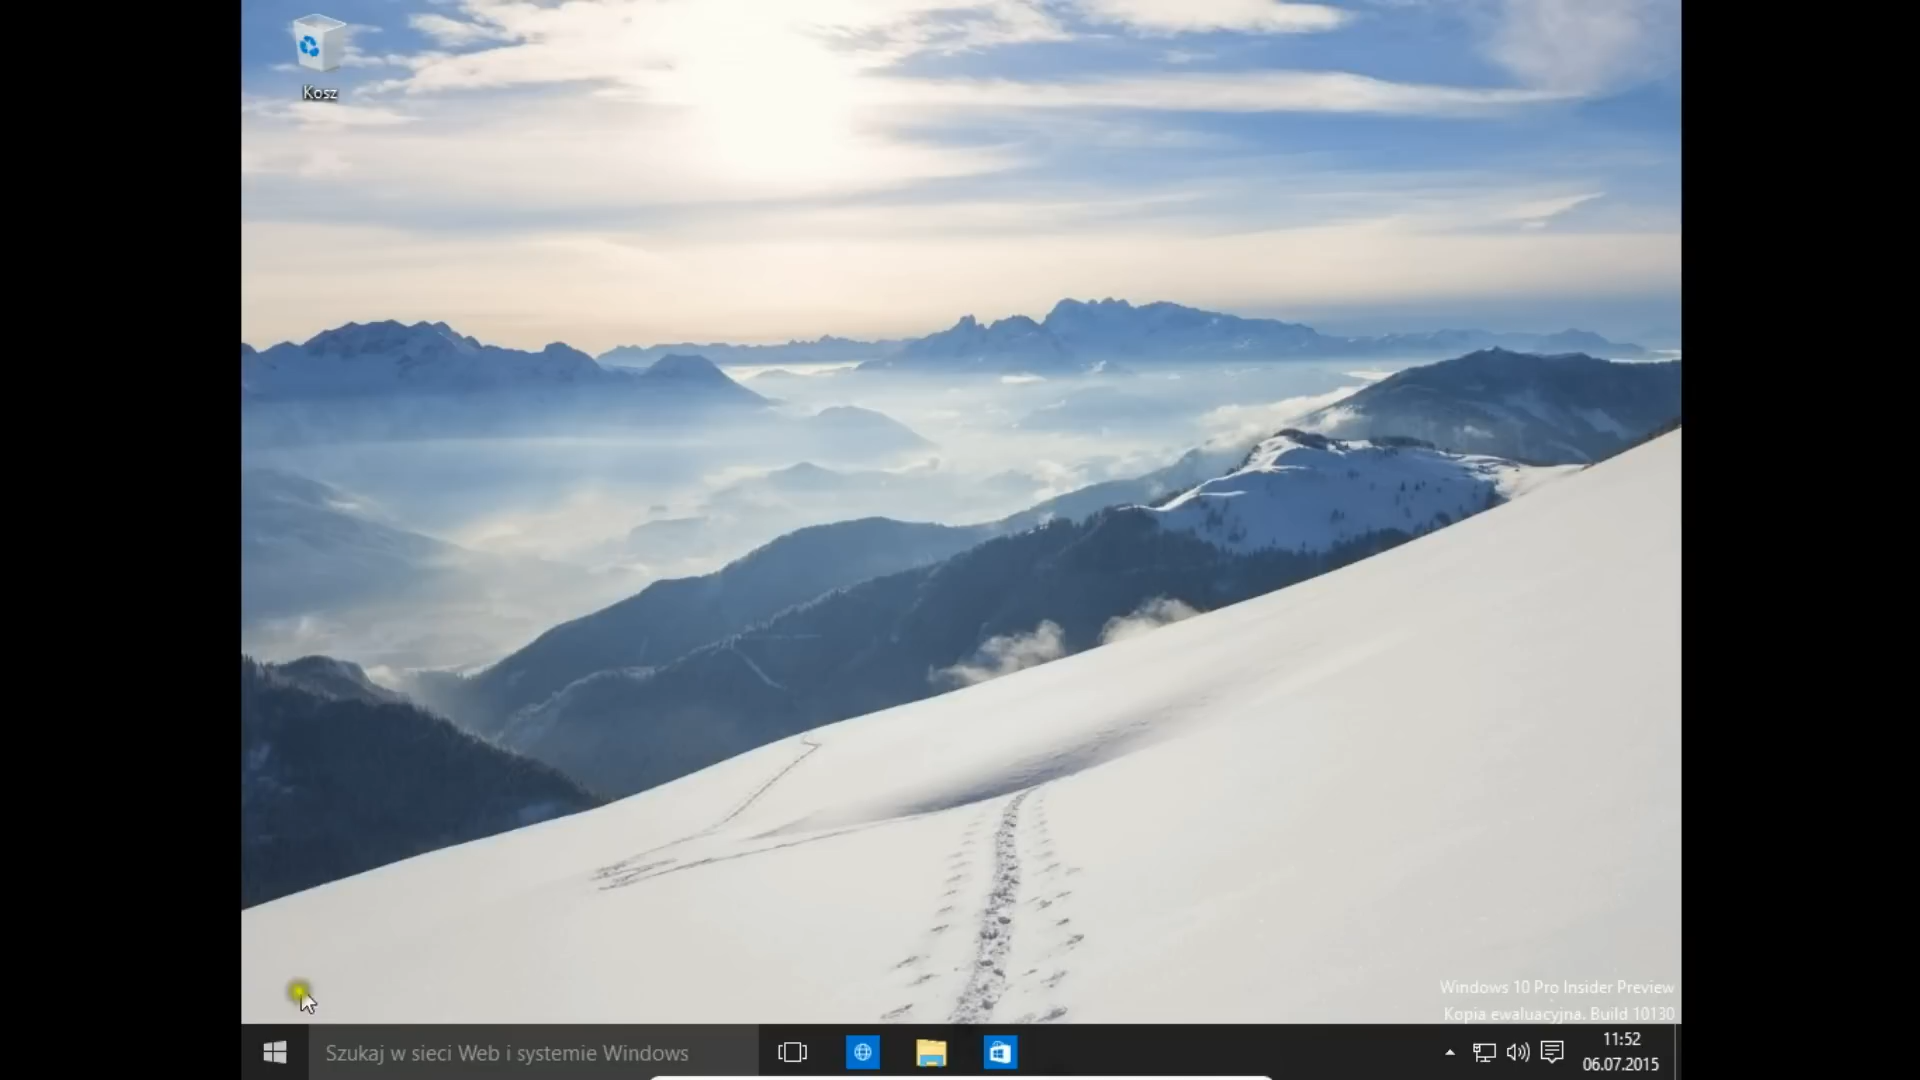 Kosz
Windows 10 Pro Insider Preview
Kopia ewaluacyjna. Build 10130
Szukaj w sieci Web i systemie Windows
11:52
06.07.2015